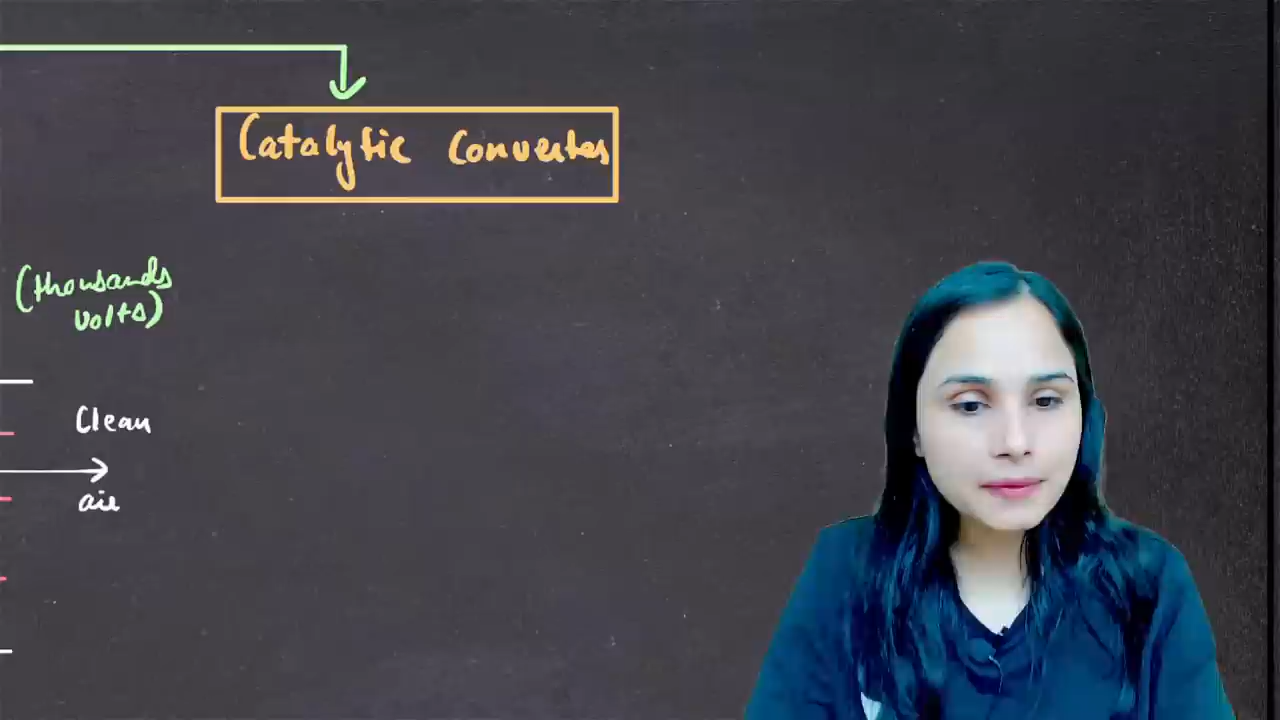 Catalytic Converter
(thousands
volts)
Clean
air